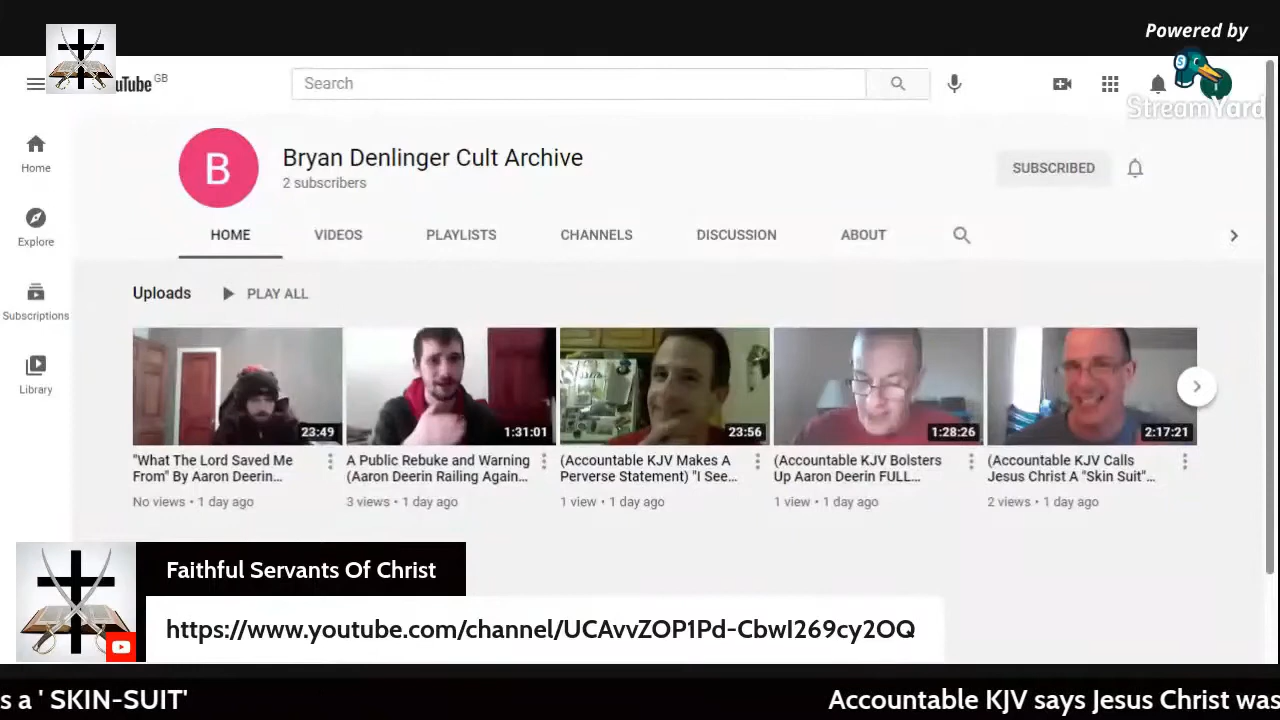 Powered by
StreamYard
uTube GB
Search
Home
Explore
Subscriptions
Library
B
Bryan Denlinger Cult Archive
2 subscribers
SUBSCRIBED
HOME VIDEOS PLAYLISTS CHANNELS DISCUSSION ABOUT
Uploads PLAY ALL
23:49
"What The Lord Saved Me
From" By Aaron Deerin...
No views • 1 day ago
1:31:01
A Public Rebuke and Warning
(Aaron Deerin Railing Again...
3 views • 1 day ago
23:56
(Accountable KJV Makes A
Perverse Statement) "I See...
1 view • 1 day ago
1:28:26
(Accountable KJV Bolsters
Up Aaron Deerin FULL...
1 view • 1 day ago
2:17:21
(Accountable KJV Calls
Jesus Christ A "Skin Suit"...
2 views • 1 day ago
Faithful Servants Of Christ
https://www.youtube.com/channel/UCAvvZOP1Pd-CbwI269cy2OQ
s a ' SKIN-SUIT' Accountable KJV says Jesus Christ was